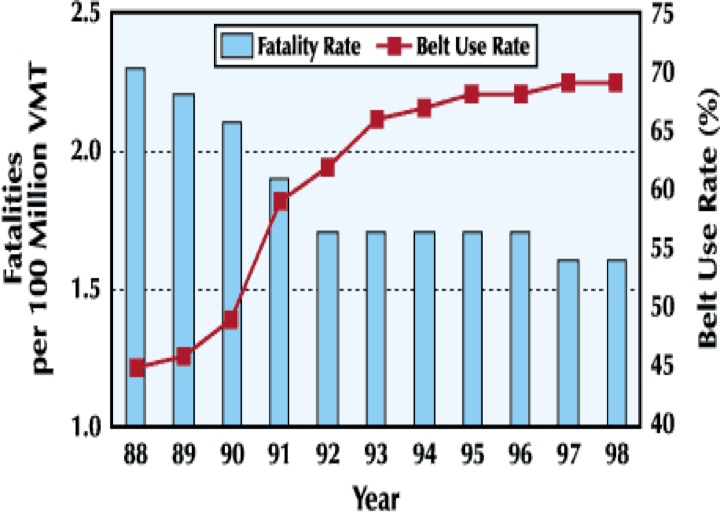 Fatality Rate Belt Use Rate
Fatalities
per 100 Million VMT
2.5
2.0
1.5
1.0
75
70
65
60
55
50
45
40
Belt Use Rate (%)
88 89 90 91 92 93 94 95 96 97 98
Year